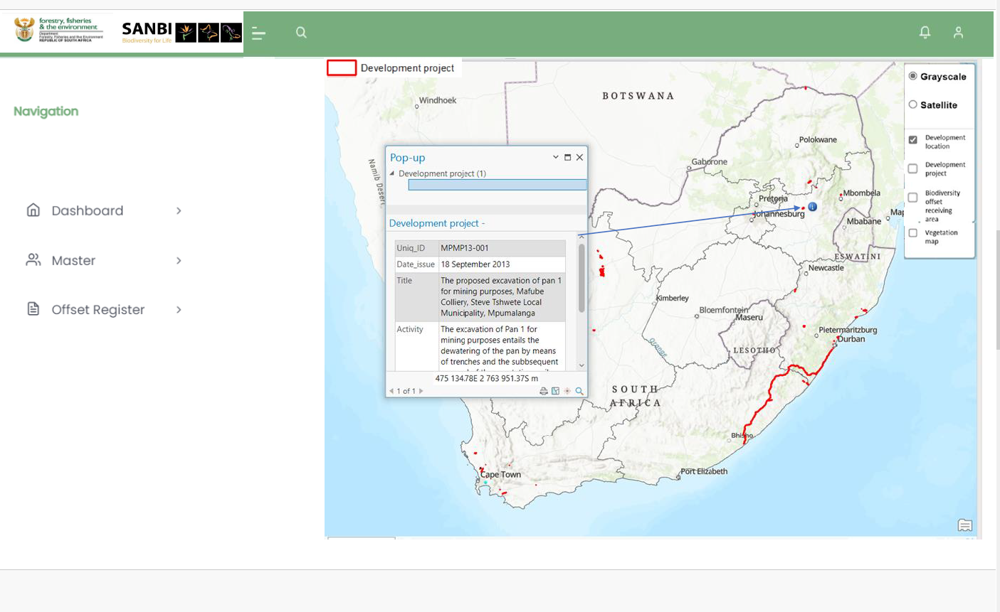 forestry, fisheries
& the environment
Department:
Forestry, Fisheries and the Environment
REPUBLIC OF SOUTH AFRICA
SANBI
Biodiversity for Life
Navigation
Dashboard
Master
Offset Register
Development project
Grayscale
Satellite
Development
location
Development
project
Biodiversity
offset
receiving
area
Vegetation
map
Windhoek
BOTSWANA
Namib Deser
Polokwane
Gaborone
Pretoria
Mbombela
Johannesburg
Map
Mbabane
ESWATINI
Newcastle
Kimberley
Bloemfontein
Maseru
Pietermaritzburg
Durban
Orange
LESOTHO
SOUTH
AFRICA
Bhisho
Port Elizabeth
Cape Town
Pop-up
Development project (1)
Development project -
Uniq_ID MPMP13-001
Date_issue 18 September 2013
Title The proposed excavation of pan 1
for mining purposes, Mafube
Colliery, Steve Tshwete Local
Municipality, Mpumalanga
Activity The excavation of Pan 1 for
mining purposes entails the
dewatering of the pan by means
of trenches and the subbsequent
475 134.78E 2 763 951.37S m
1 of 1